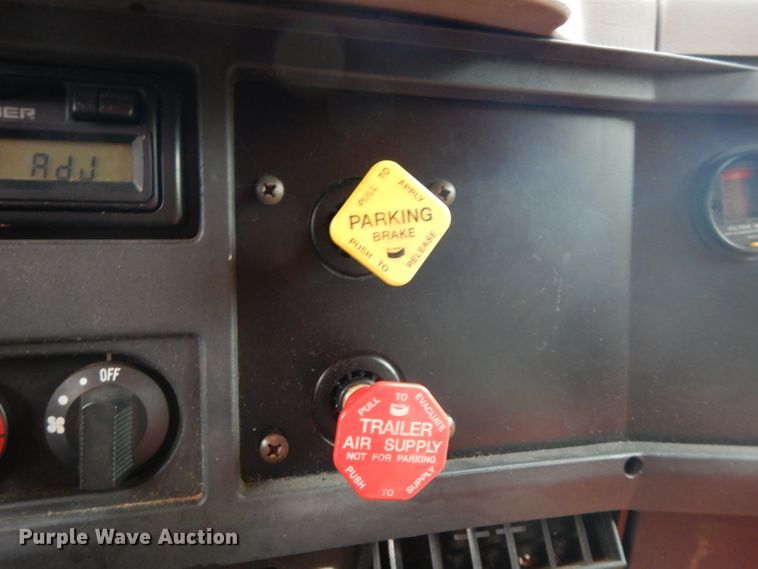 IER
ADJ
PULL TO APPLY
PARKING
BRAKE
PUSH TO RELEASE
OFF
PULL TO EVACUATE
TRAILER
AIR SUPPLY
NOT FOR PARKING
PUSH TO SUPPLY
FILTER
Purple Wave Auction